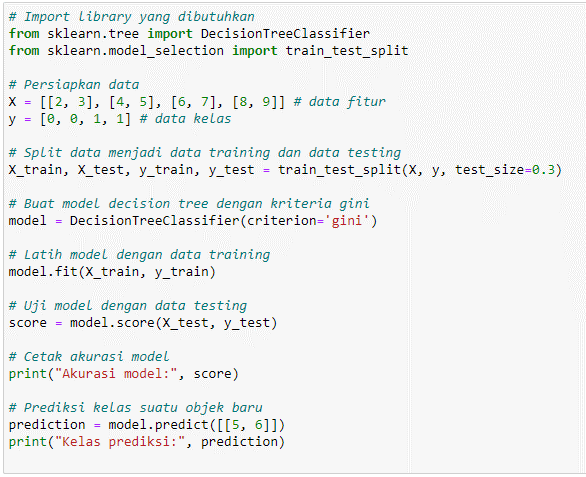 # Import library yang dibutuhkan
from sklearn.tree import DecisionTreeClassifier
from sklearn.model_selection import train_test_split
# Persiapkan data
X = [[2, 3], [4, 5], [6, 7], [8, 9]] # data fitur
y = [0, 0, 1, 1] # data kelas
# Split data menjadi data training dan data testing
X_train, X_test, y_train, y_test = train_test_split(X, y, test_size=0.3)
# Buat model decision tree dengan kriteria gini
model = DecisionTreeClassifier(criterion='gini')
# Latih model dengan data training
model.fit(X_train, y_train)
# Uji model dengan data testing
score = model.score(X_test, y_test)
# Cetak akurasi model
print("Akurasi model:", score)
# Prediksi kelas suatu objek baru
prediction = model.predict([[5, 6]])
print("Kelas prediksi:", prediction)